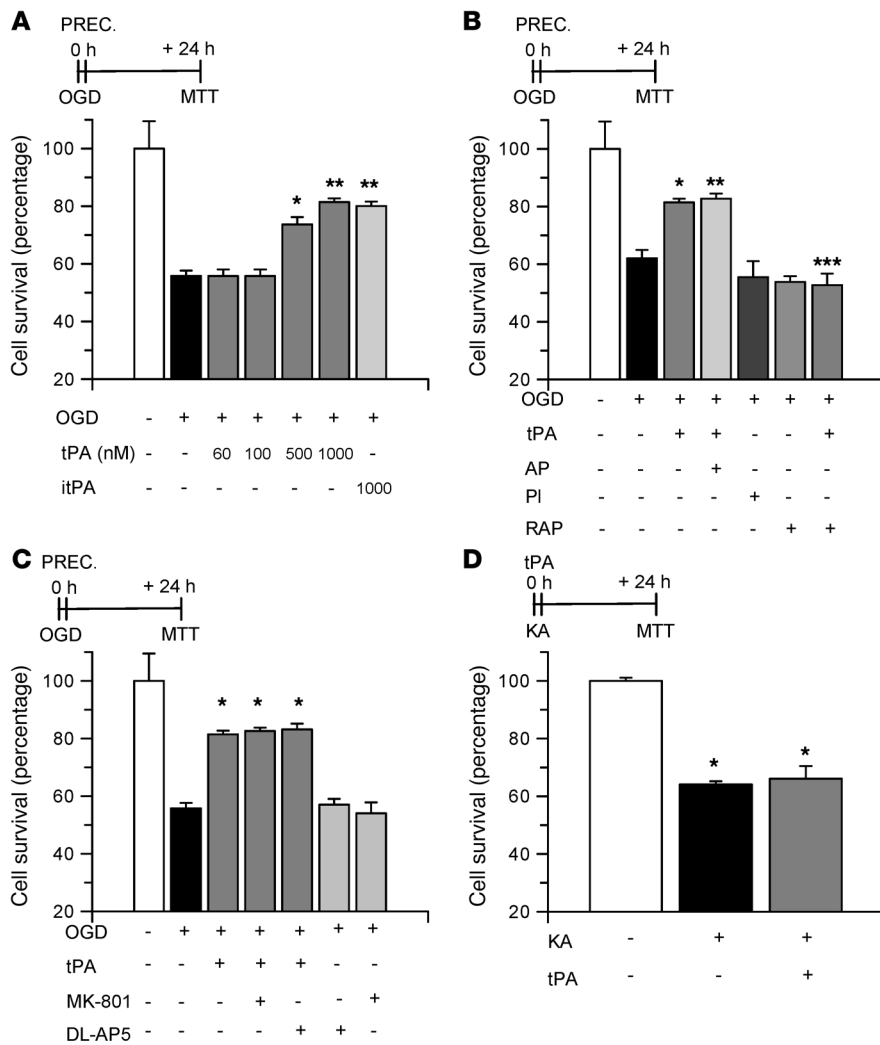 A
PREC.
0 h + 24 h
OGD MTT
Cell survival (percentage)
100
80
60
40
20
* ** **
OGD - + + + + + +
tPA (nM) - - 60 100 500 1000 -
itPA - - - - - - 1000
B
PREC.
0 h + 24 h
OGD MTT
Cell survival (percentage)
100
80
60
40
20
* ** ***
OGD - + + + + + +
tPA - - + + - - +
AP - - - + - - -
PI - - - - + - -
RAP - - - - - + +
C
PREC.
0 h + 24 h
OGD MTT
Cell survival (percentage)
100
80
60
40
20
* * *
OGD - + + + + + +
tPA - - + + + - -
MK-801 - - - + - - +
DL-AP5 - - - - + + -
D
tPA
0 h + 24 h
KA MTT
Cell survival (percentage)
100
80
60
40
20
* *
KA - + +
tPA - - +